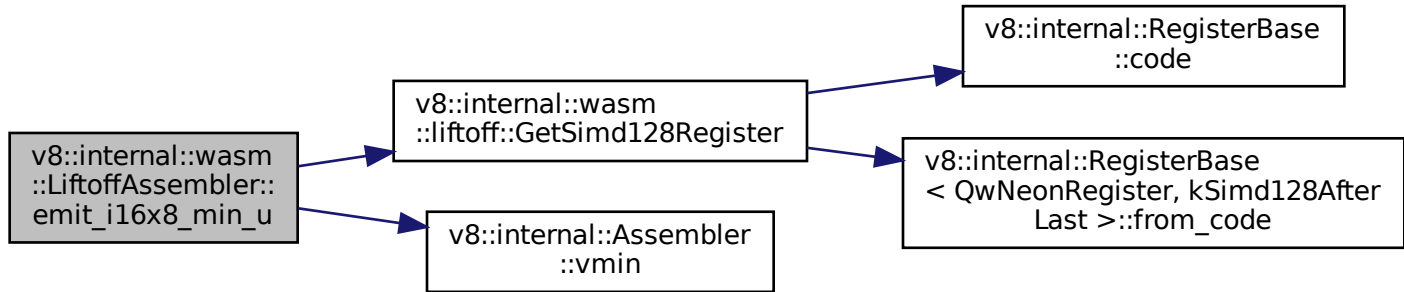 v8::internal::wasm
::LiftoffAssembler::
emit_i16x8_min_u
v8::internal::wasm
::liftoff::GetSimd128Register
v8::internal::RegisterBase
::code
v8::internal::RegisterBase
< QwNeonRegister, kSimd128After
Last >::from_code
v8::internal::Assembler
::vmin